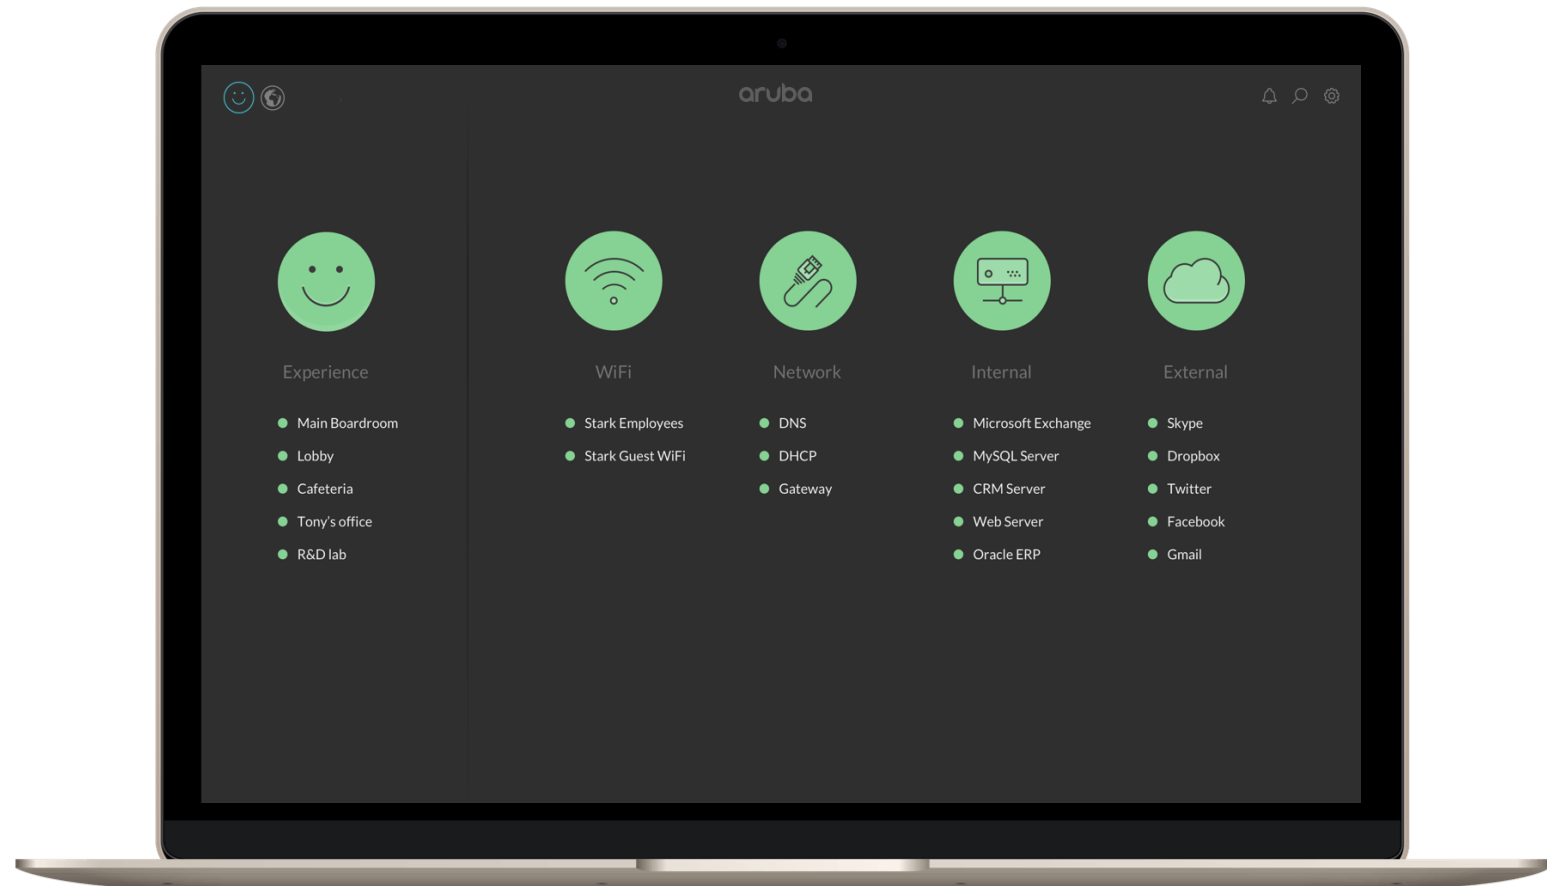 aruba
Experience
Main Boardroom
Lobby
Cafeteria
Tony's office
R&D lab
WiFi
Stark Employees
Stark Guest WiFi
Network
DNS
DHCP
Gateway
Internal
Microsoft Exchange
MySQL Server
CRM Server
Web Server
Oracle ERP
External
Skype
Dropbox
Twitter
Facebook
Gmail